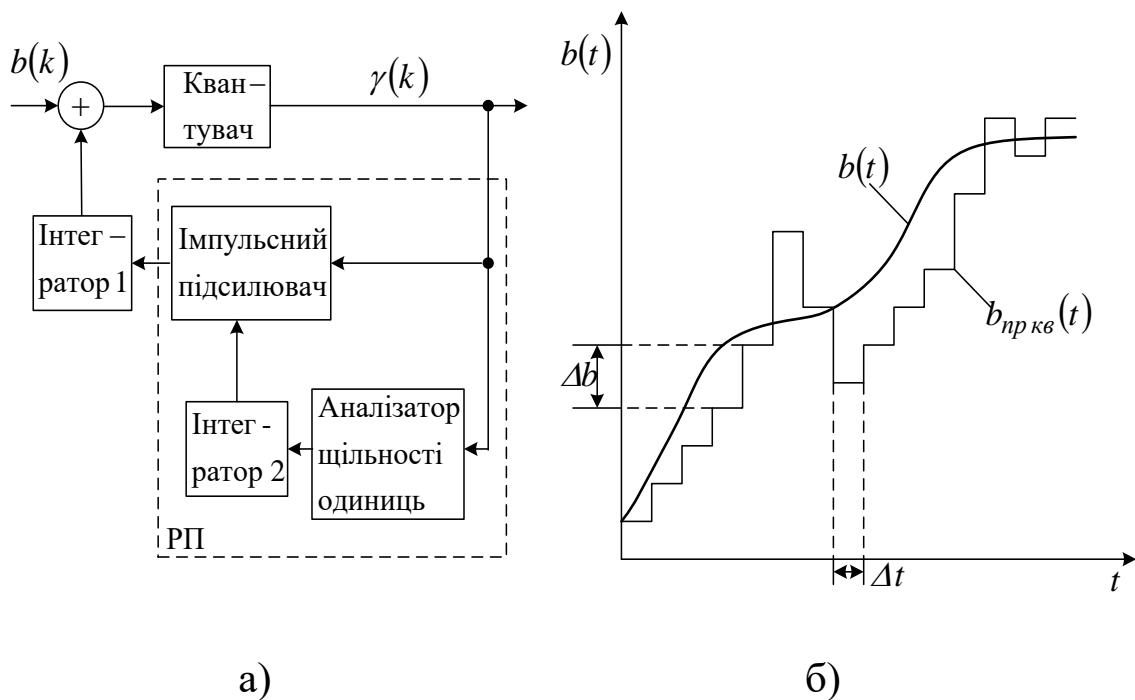 b(k)
+
Кван –
тувач
γ(k)
Інтег –
ратор 1
Імпульсний
підсилювач
Інтег -
ратор 2
Аналізатор
щільності
одиниць
РП
а)
b(t)
b(t)
b_{пр кв}(t)
Δb
Δt
t
б)